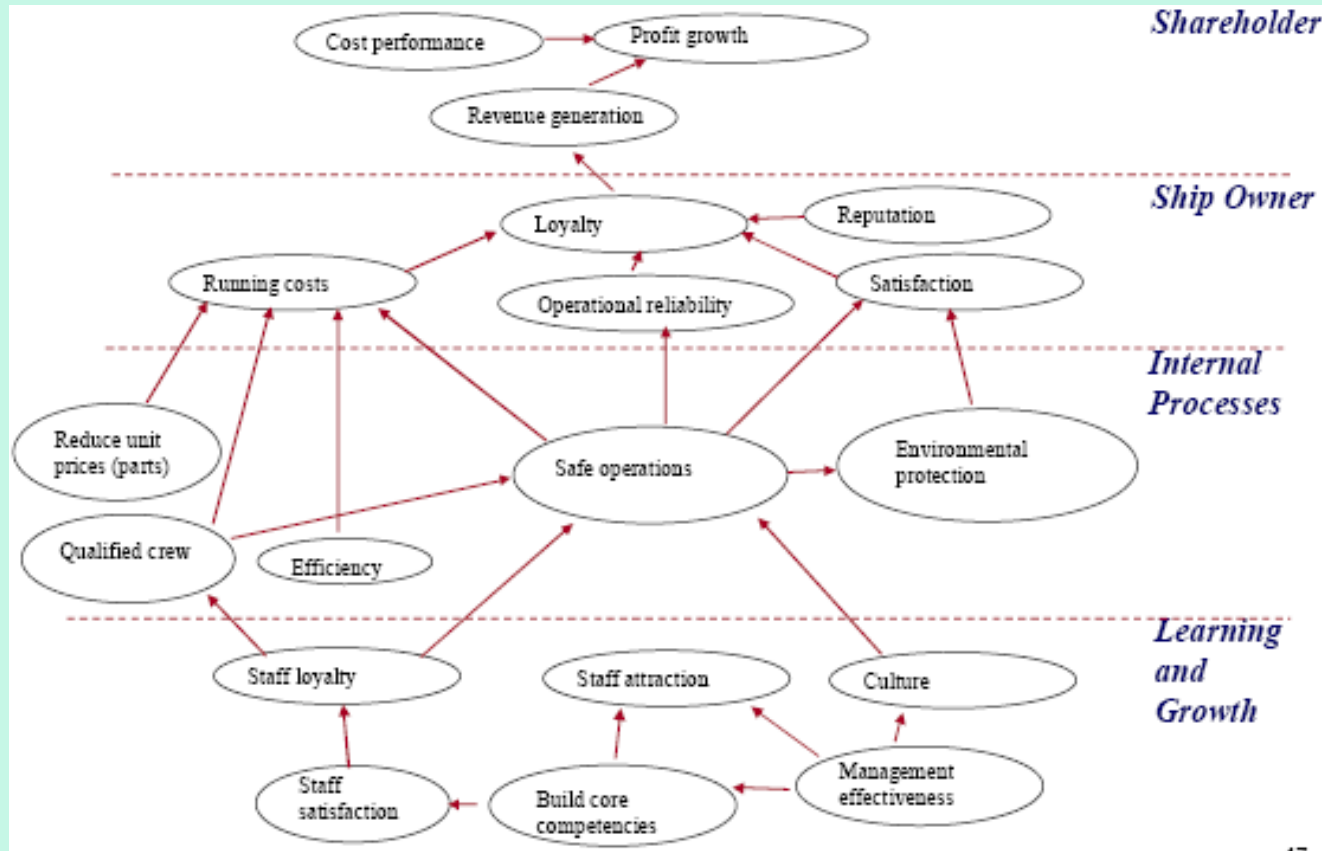 Shareholder
Cost performance
Profit growth
Revenue generation
Ship Owner
Loyalty
Reputation
Running costs
Operational reliability
Satisfaction
Internal
Processes
Reduce unit
prices (parts)
Safe operations
Environmental
protection
Qualified crew
Efficiency
Learning
and
Growth
Staff loyalty
Staff attraction
Culture
Staff
satisfaction
Build core
competencies
Management
effectiveness